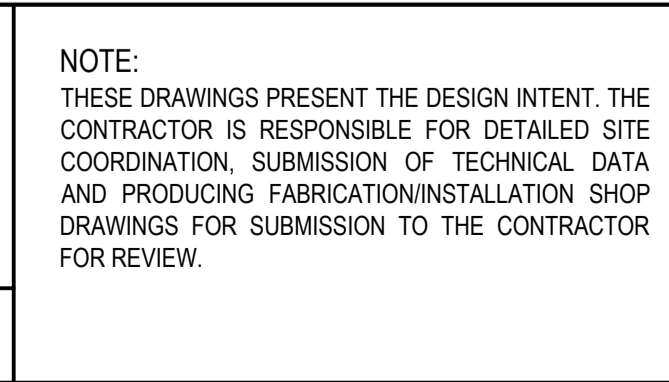 NOTE:
THESE DRAWINGS PRESENT THE DESIGN INTENT. THE
CONTRACTOR IS RESPONSIBLE FOR DETAILED SITE
COORDINATION, SUBMISSION OF TECHNICAL DATA
AND PRODUCING FABRICATION/INSTALLATION SHOP
DRAWINGS FOR SUBMISSION TO THE CONTRACTOR
FOR REVIEW.